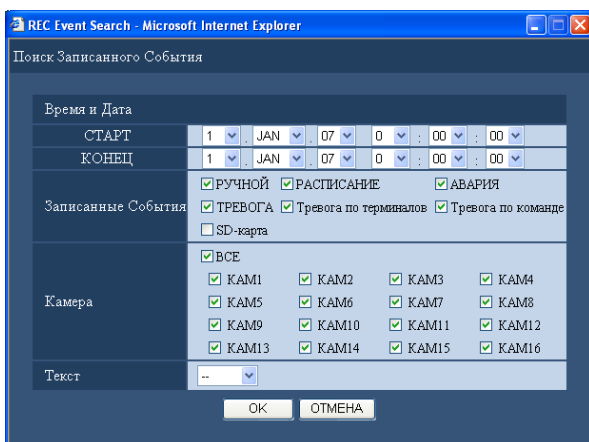 REC Event Search - Microsoft Internet Explorer
Поиск Записанного События
Время и Дата
СТАРТ 1 . JAN . 07 0 : 00 : 00
КОНЕЦ 1 . JAN . 07 0 : 00 : 00
Записанные События
РУЧНОЙ РАСПИСАНИЕ АВАРИЯ
ТРЕВОГА Тревога по терминалов Тревога по команде
SD-карта
Камера
ВСЕ
КАМ1 КАМ2 КАМ3 КАМ4
КАМ5 КАМ6 КАМ7 КАМ8
КАМ9 КАМ10 КАМ11 КАМ12
КАМ13 КАМ14 КАМ15 КАМ16
Текст --
OK ОТМЕНА